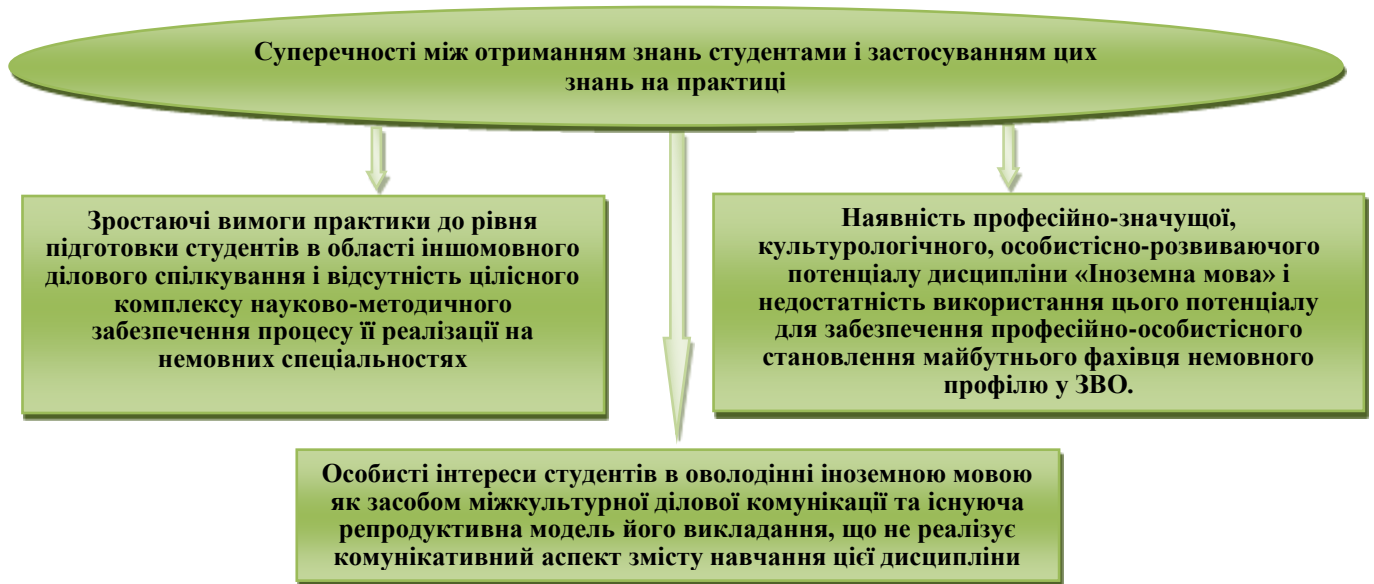 Суперечності між отриманням знань студентами і застосуванням цих
знань на практиці
Зростаючі вимоги практики до рівня
підготовки студентів в області іншомовного
ділового спілкування і відсутність цілісного
комплексу науково-методичного
забезпечення процесу її реалізації на
немовних спеціальностях
Наявність професійно-значущої,
культурологічного, особистісно-розвиваючого
потенціалу дисципліни «Іноземна мова» і
недостатність використання цього потенціалу
для забезпечення професійно-особистісного
становлення майбутнього фахівця немовного
профілю у ЗВО.
Особисті інтереси студентів в оволодінні іноземною мовою
як засобом міжкультурної ділової комунікації та існуюча
репродуктивна модель його викладання, що не реалізує
комунікативний аспект змісту навчання цієї дисципліни